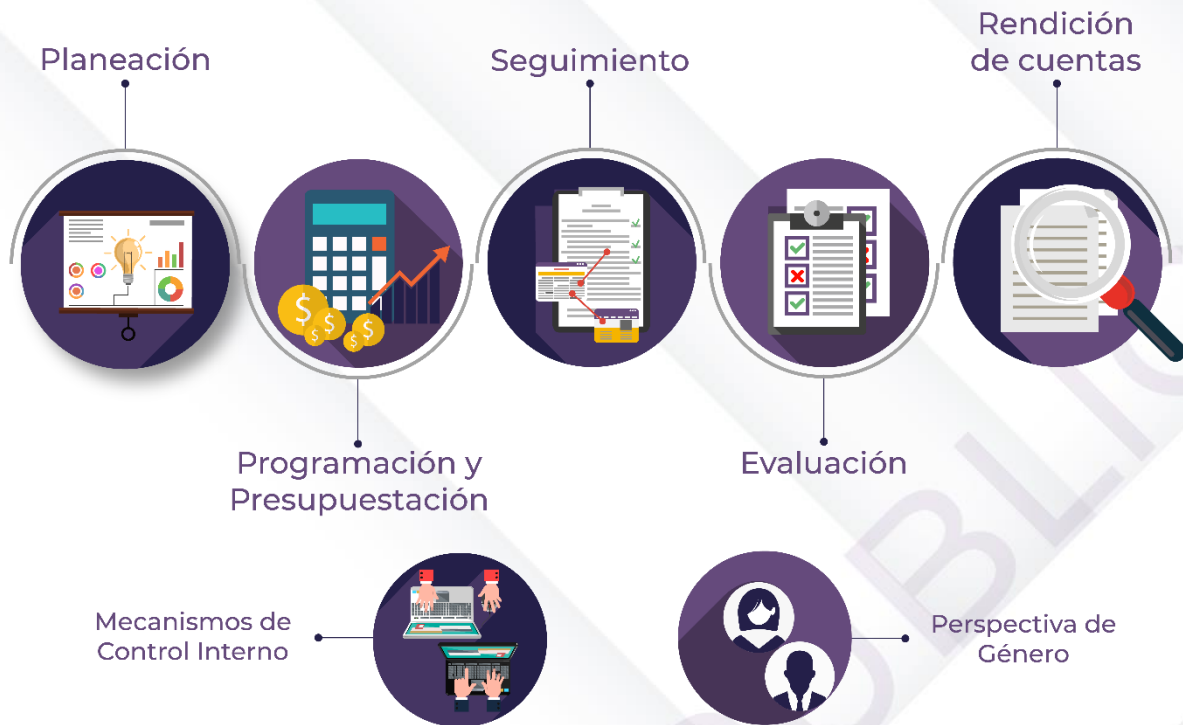 Planeación
Seguimiento
Rendición
de cuentas
Programación y
Presupuestación
Evaluación
Mecanismos de
Control Interno
Perspectiva de
Género